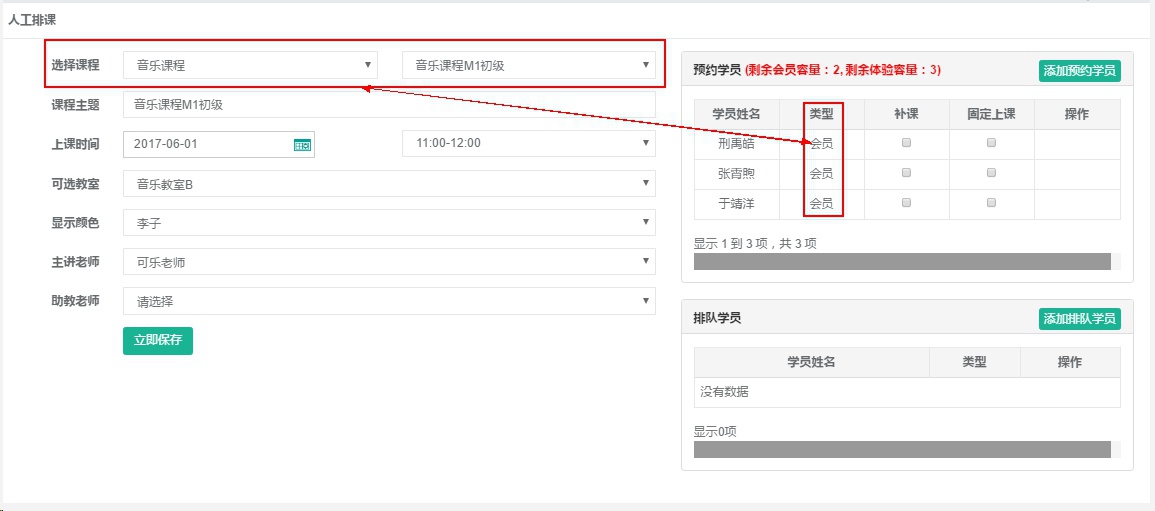 人工排课
选择课程 音乐课程 音乐课程M1初级
课程主题 音乐课程M1初级
上课时间 2017-06-01 11:00-12:00
可选教室 音乐教室B
显示颜色 李子
主讲老师 可乐老师
助教老师 请选择
立即保存
预约学员 (剩余会员容量：2, 剩余体验容量：3) 添加预约学员
学员姓名 类型 补课 固定上课 操作
邢禹皓 会员
张霄煦 会员
于靖洋 会员
显示 1 到 3 项，共 3 项
排队学员 添加排队学员
学员姓名 类型 操作
没有数据
显示0项